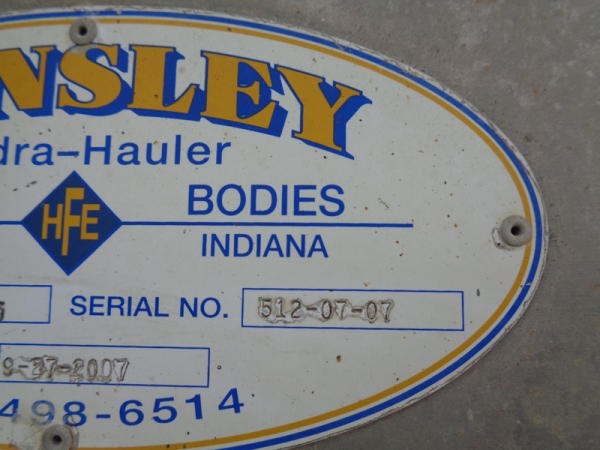 NSLEY
dra-Hauler
HFE BODIES
INDIANA
SERIAL NO. 512-07-07
9-27-2007
498-6514